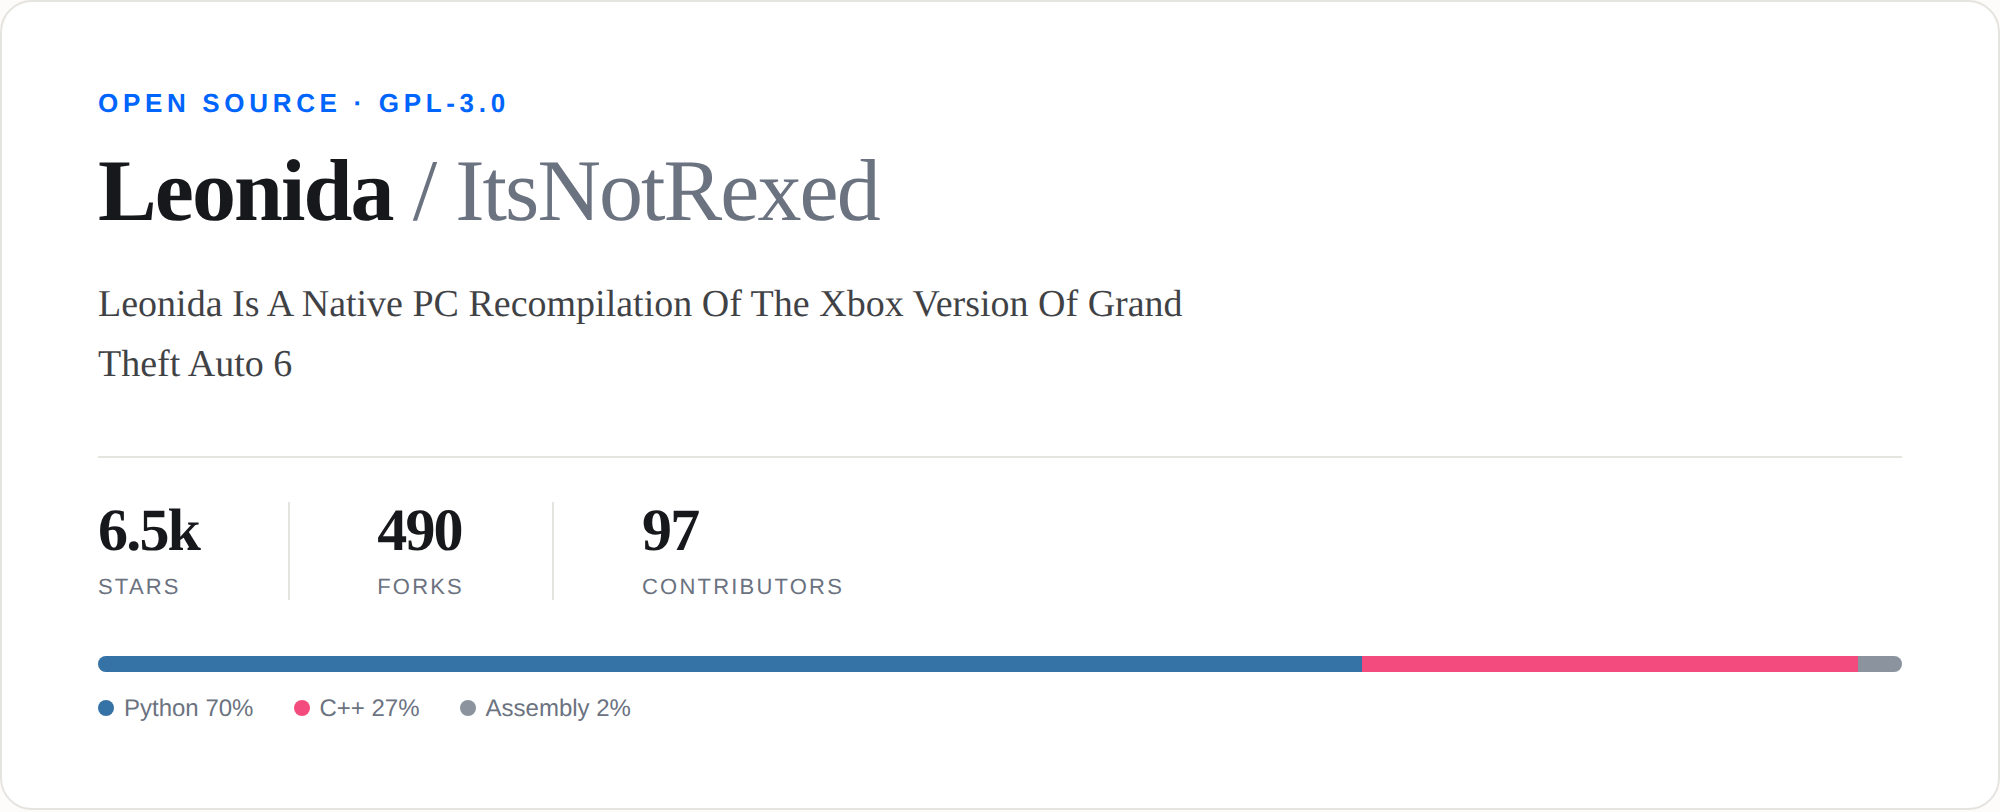 OPEN SOURCE · GPL-3.0
Leonida / ItsNotRexed
Leonida Is A Native PC Recompilation Of The Xbox Version Of Grand
Theft Auto 6
6.5k
STARS
490
FORKS
97
CONTRIBUTORS
Python 70%
C++ 27%
Assembly 2%